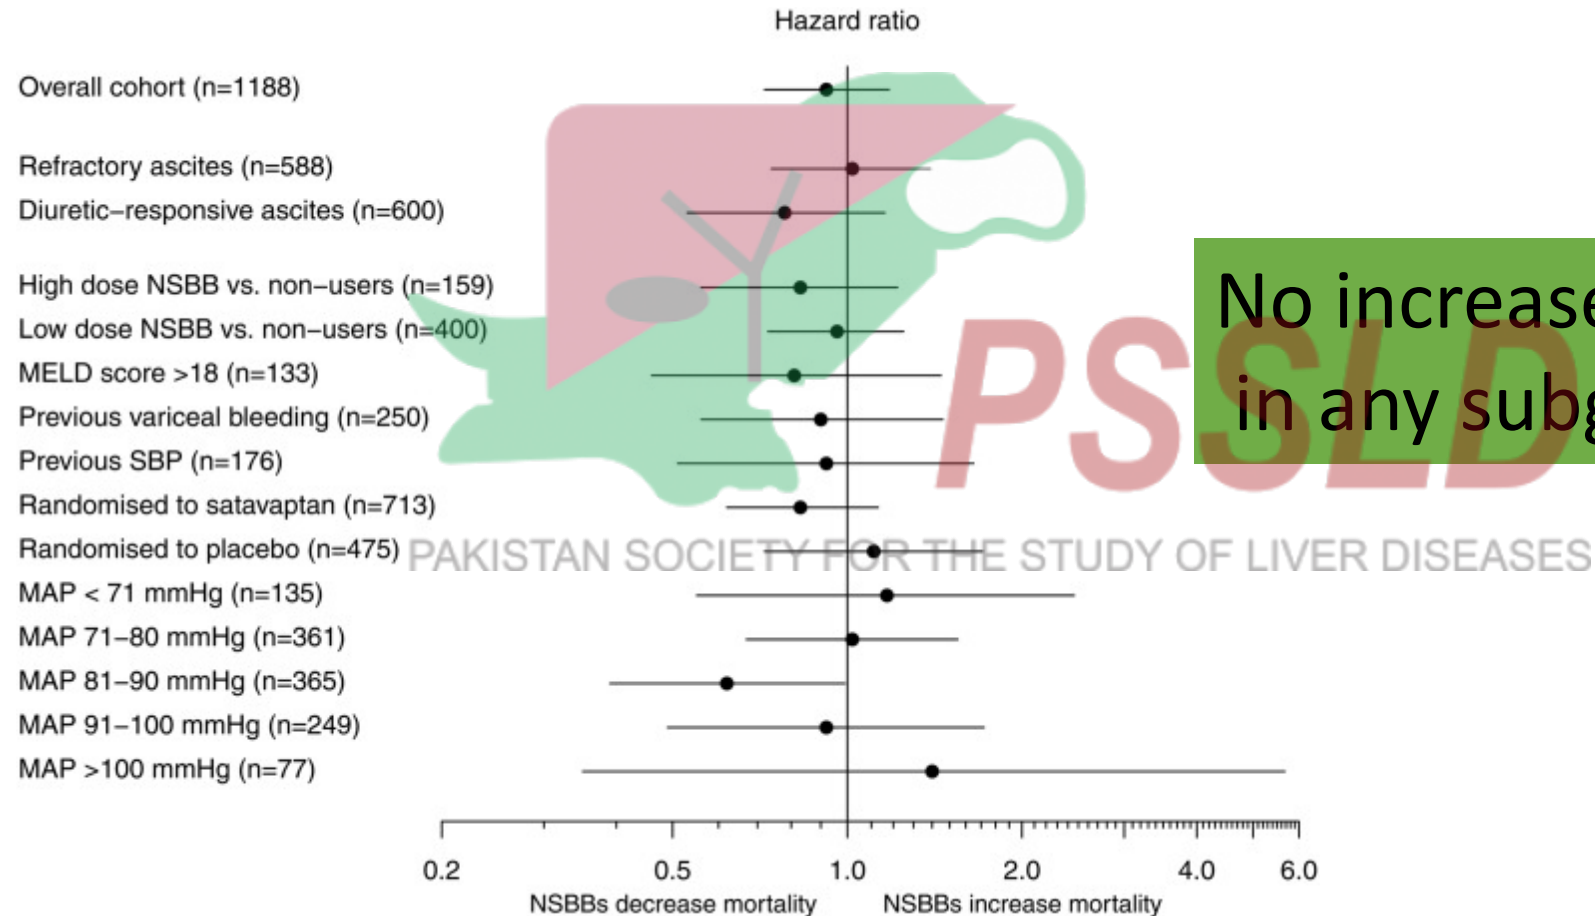 Hazard ratio
Overall cohort (n=1188)
Refractory ascites (n=588)
Diuretic−responsive ascites (n=600)
High dose NSBB vs. non−users (n=159)
Low dose NSBB vs. non−users (n=400)
MELD score >18 (n=133)
Previous variceal bleeding (n=250)
Previous SBP (n=176)
Randomised to satavaptan (n=713)
Randomised to placebo (n=475)
MAP < 71 mmHg (n=135)
MAP 71−80 mmHg (n=361)
MAP 81−90 mmHg (n=365)
MAP 91−100 mmHg (n=249)
MAP >100 mmHg (n=77)
No increase
in any subg
PSSLD
PAKISTAN SOCIETY FOR THE STUDY OF LIVER DISEASES
0.2 0.5 1.0 2.0 4.0 6.0
NSBBs decrease mortality NSBBs increase mortality